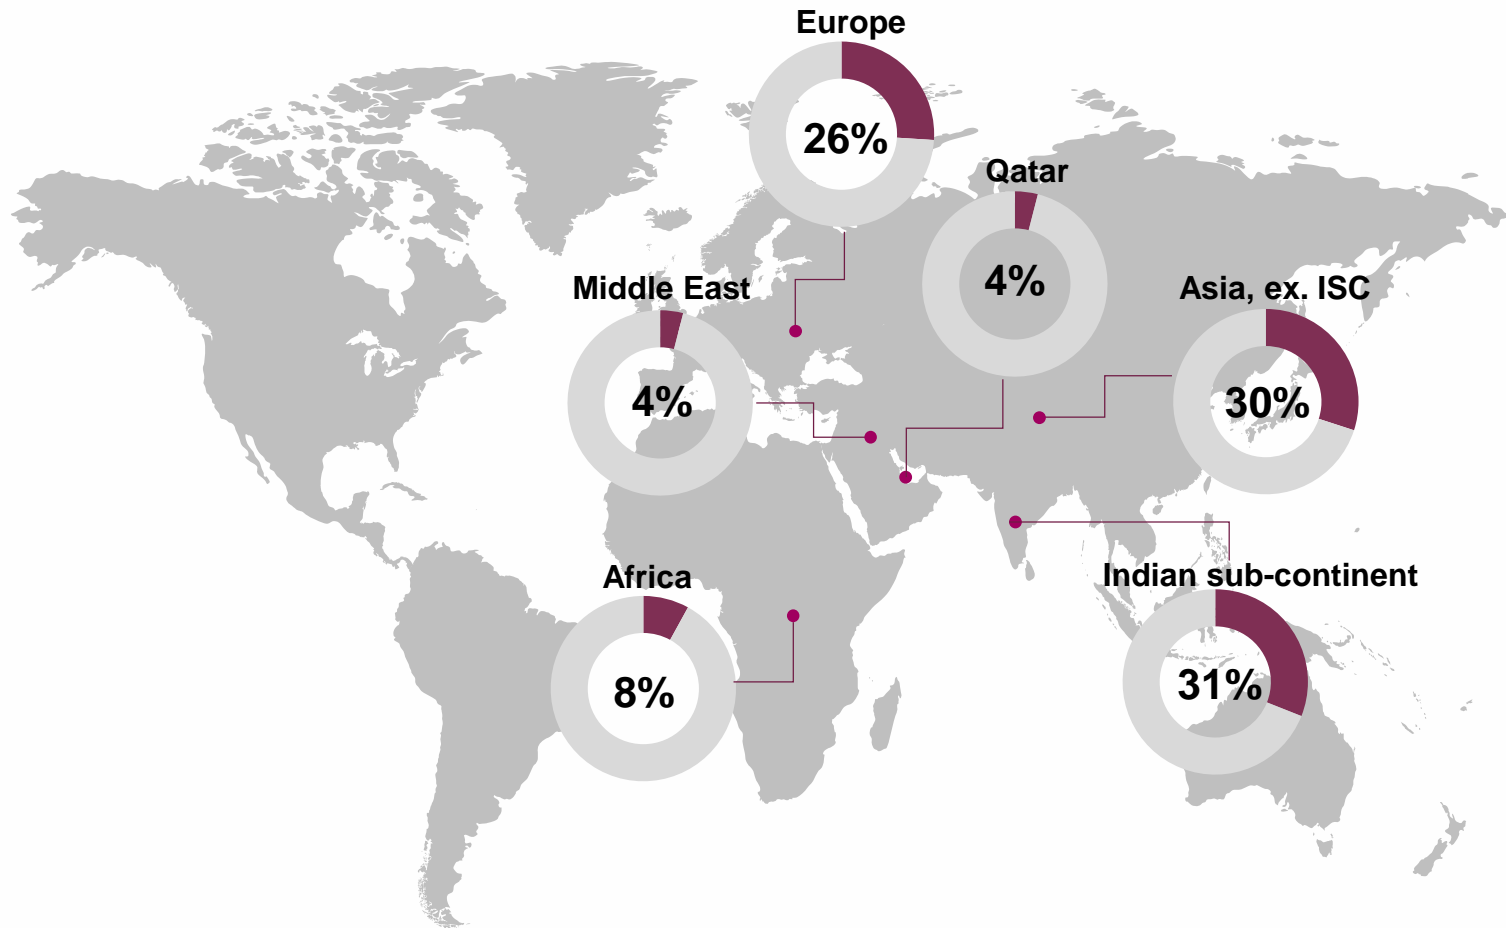 Europe
26%
Qatar
4%
Middle East
4%
Asia, ex. ISC
30%
Africa
8%
Indian sub-continent
31%